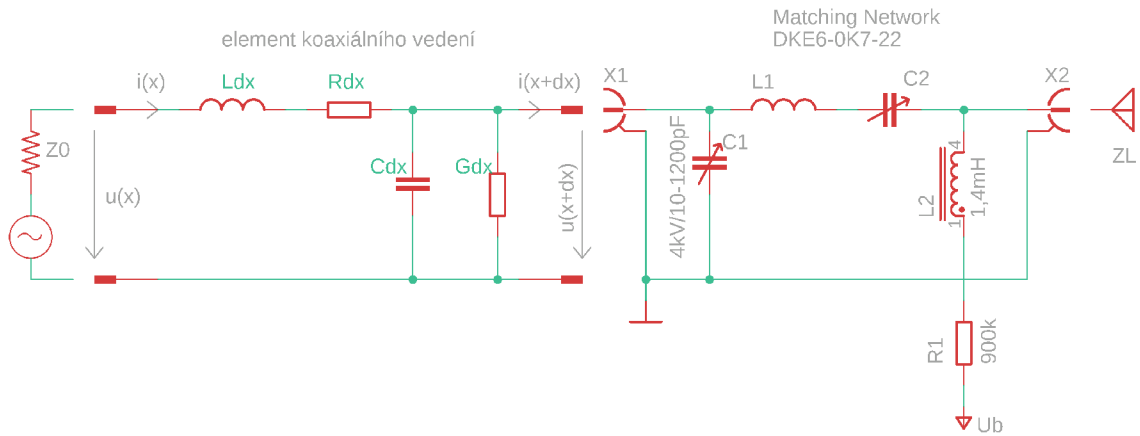 Matching Network
DKE6-0K7-22
element koaxiálního vedení
i(x)
Ldx
Rdx
i(x+dx)
X1
L1
C2
X2
Z0
u(x)
Cdx
Gdx
u(x+dx)
4kV/10-1200pF
C1
L2
4
1
1,4mH
ZL
R1
900k
Ub